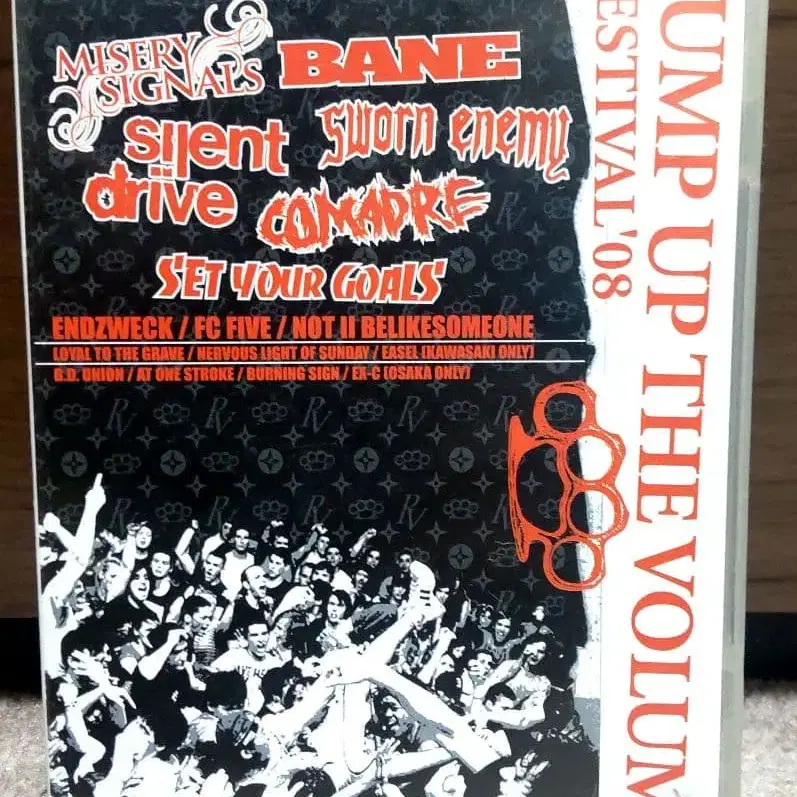 MISERY
SIGNALS
BANE
silent
drive
sworn enemy
COMADRE
SET YOUR GOALS
ENDZWECK / FC FIVE / NOT II BELIKESOMEONE
LOYAL TO THE GRAVE / NERVOUS LIGHT OF SUNDAY / EASEL (KAWASAKI ONLY)
B.D. UNION / AT ONE STROKE / BURNING SIGN / EX-C (OSAKA ONLY)
UMP UP THE VOLUM
ESTIVAL'08